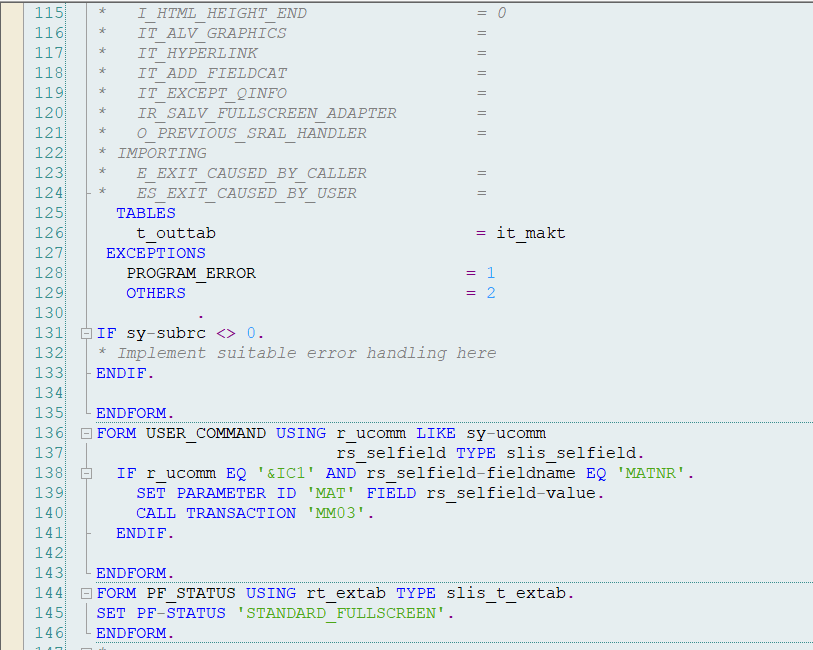 115 *   I_HTML_HEIGHT_END                 = 0
116 *   IT_ALV_GRAPHICS                   =
117 *   IT_HYPERLINK                      =
118 *   IT_ADD_FIELDCAT                   =
119 *   IT_EXCEPT_QINFO                   =
120 *   IR_SALV_FULLSCREEN_ADAPTER        =
121 *   O_PREVIOUS_SRAL_HANDLER           =
122 * IMPORTING
123 *   E_EXIT_CAUSED_BY_CALLER           =
124 *   ES_EXIT_CAUSED_BY_USER            =
125   TABLES
126     t_outtab                          = it_makt
127  EXCEPTIONS
128    PROGRAM_ERROR                     = 1
129    OTHERS                            = 2
130           .
131 IF sy-subrc <> 0.
132 * Implement suitable error handling here
133 ENDIF.
134
135 ENDFORM.
136 FORM USER_COMMAND USING r_ucomm LIKE sy-ucomm
137                         rs_selfield TYPE slis_selfield.
138   IF r_ucomm EQ '&IC1' AND rs_selfield-fieldname EQ 'MATNR'.
139     SET PARAMETER ID 'MAT' FIELD rs_selfield-value.
140     CALL TRANSACTION 'MM03'.
141   ENDIF.
142
143 ENDFORM.
144 FORM PF_STATUS USING rt_extab TYPE slis_t_extab.
145 SET PF-STATUS 'STANDARD_FULLSCREEN'.
146 ENDFORM.